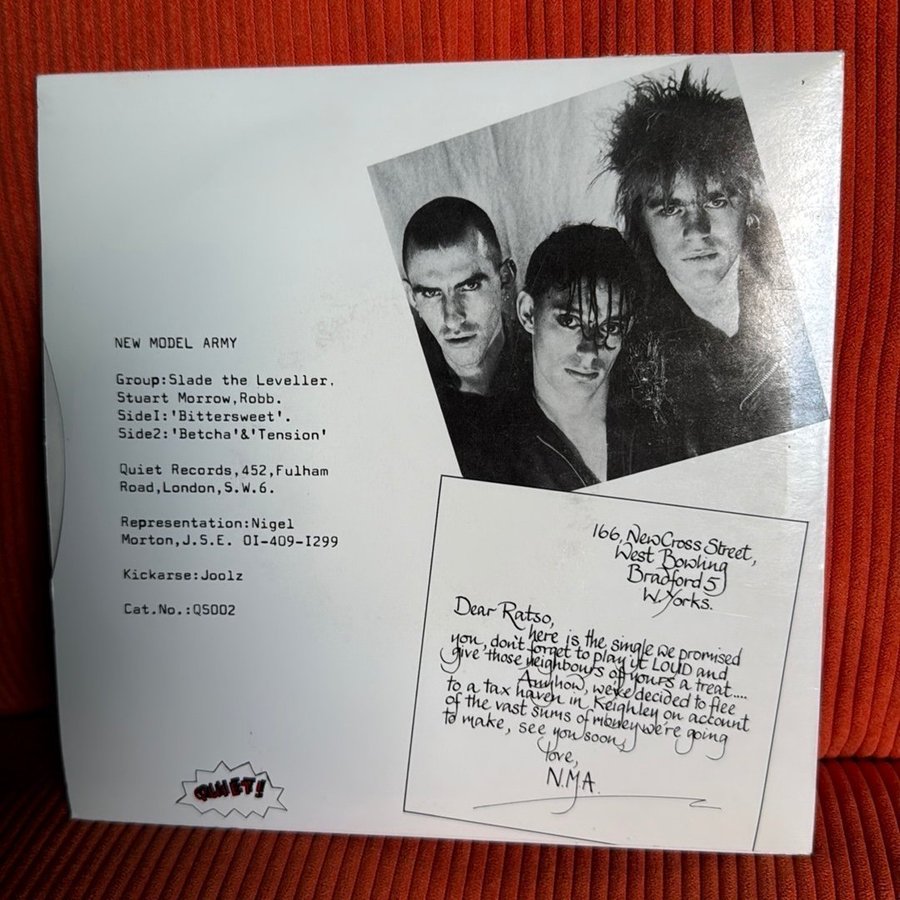 NEW MODEL ARMY
Group:Slade the Leveller.
Stuart Morrow,Robb.
SideI:'Bittersweet'.
Side2:'Betcha'&'Tension'
Quiet Records,452,Fulham
Road,London,S.W.6.
Representation:Nigel
Morton,J.S.E. OI-409-I299
Kickarse:Joolz
Cat.No.:QS002
QUIET!
166, New Cross Street,
West Bowling
Bradford 5
W. Yorks.
Dear Ratso,
here is the single we promised
you, don't forget to play it LOUD and
give those neighbours of yours a treat....
Anyhow, we've decided to flee
to a tax haven in Keighley on account
of the vast sums of money we're going
to make, see you soon,
love,
N.M.A.